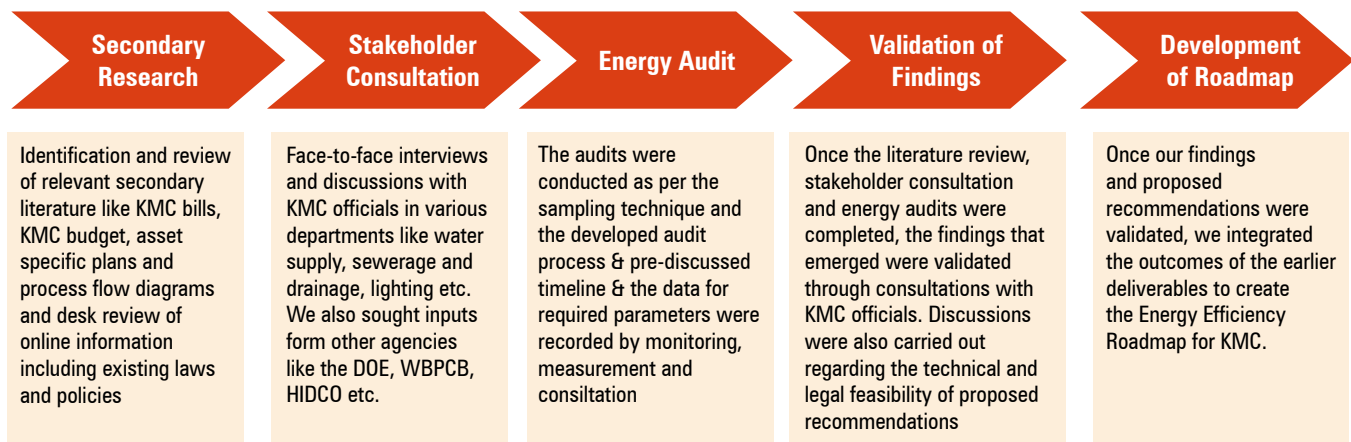 Secondary
Research
Stakeholder
Consultation
Energy Audit
Validation of
Findings
Development
of Roadmap
Identification and review
of relevant secondary
literature like KMC bills,
KMC budget, asset
specific plans and
process flow diagrams
and desk review of
online information
including existing laws
and policies
Face-to-face interviews
and discussions with
KMC officials in various
departments like water
supply, sewerage and
drainage, lighting etc.
We also sought inputs
form other agencies
like the DOE, WBPCB,
HIDCO etc.
The audits were
conducted as per the
sampling technique and
the developed audit
process & pre-discussed
timeline & the data for
required parameters were
recorded by monitoring,
measurement and
consiltation
Once the literature review,
stakeholder consultation
and energy audits were
completed, the findings that
emerged were validated
through consultations with
KMC officials. Discussions
were also carried out
regarding the technical and
legal feasibility of proposed
recommendations
Once our findings
and proposed
recommendations were
validated, we integrated
the outcomes of the earlier
deliverables to create
the Energy Efficiency
Roadmap for KMC.